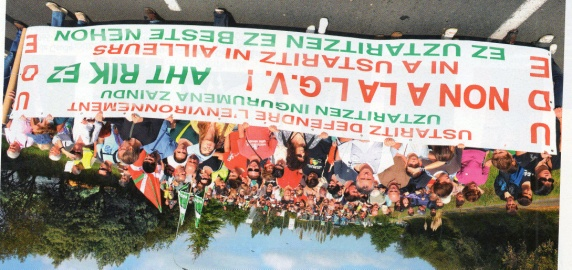 USTARITZ DEFENDRE L'ENVIRONNEMENT
UZTARITZEN INGURUMENA ZAINDU
NON A LA L.G.V. ! AHT RIK EZ
NI A USTARITZ NI AILLEURS
EZ UZTARITZEN EZ BESTE NEHON
U D E
U D E